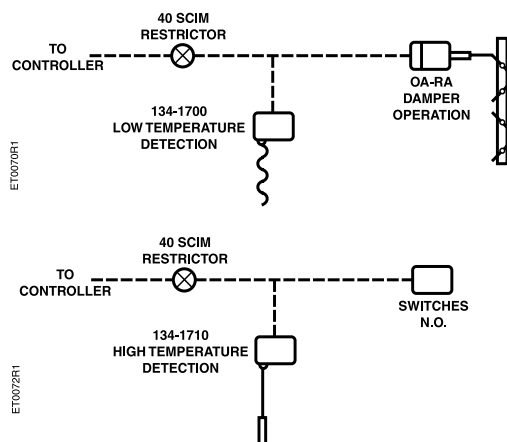 40 SCIM
RESTRICTOR
TO
CONTROLLER
OA-RA
DAMPER
OPERATION
134-1700
LOW TEMPERATURE
DETECTION
ET0070R1
40 SCIM
RESTRICTOR
TO
CONTROLLER
SWITCHES
N.O.
134-1710
HIGH TEMPERATURE
DETECTION
ET0072R1